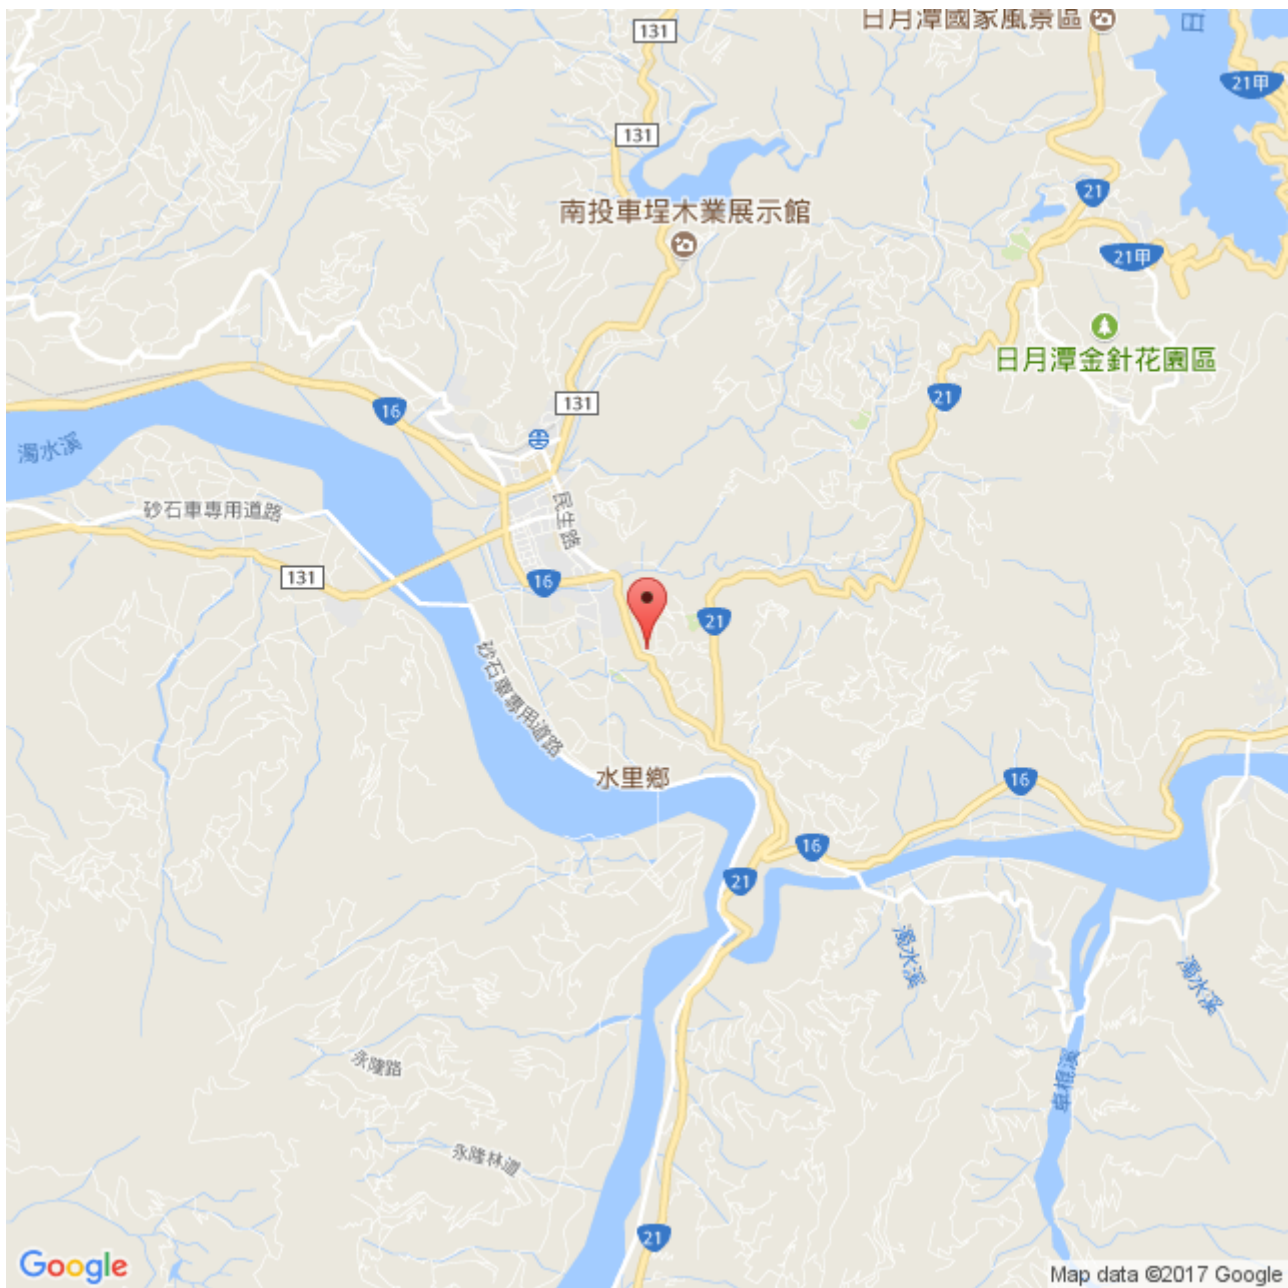 日月潭國家風景區
131
21甲
131
21
南投車埕木業展示館
21甲
日月潭金針花園區
21
131
16
濁水溪
砂石車專用道路
民生路
131
16
21
砂石車專用道路
水里鄉
16
16
21
濁水溪
濁水溪
永隆路
卓棍溪
永隆林道
21
Google
Map data ©2017 Google